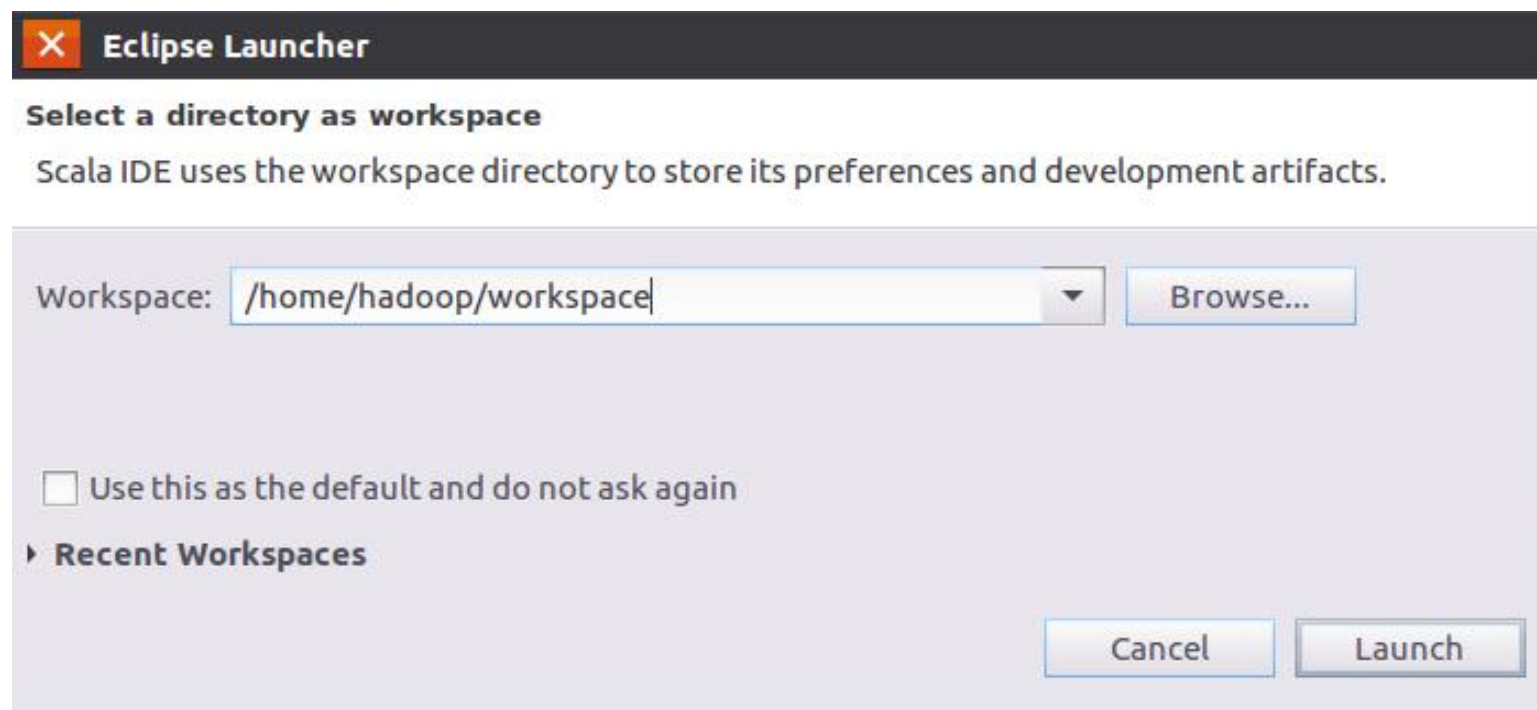 Eclipse Launcher
Select a directory as workspace
Scala IDE uses the workspace directory to store its preferences and development artifacts.
Workspace: /home/hadoop/workspace Browse...
Use this as the default and do not ask again
Recent Workspaces
Cancel Launch